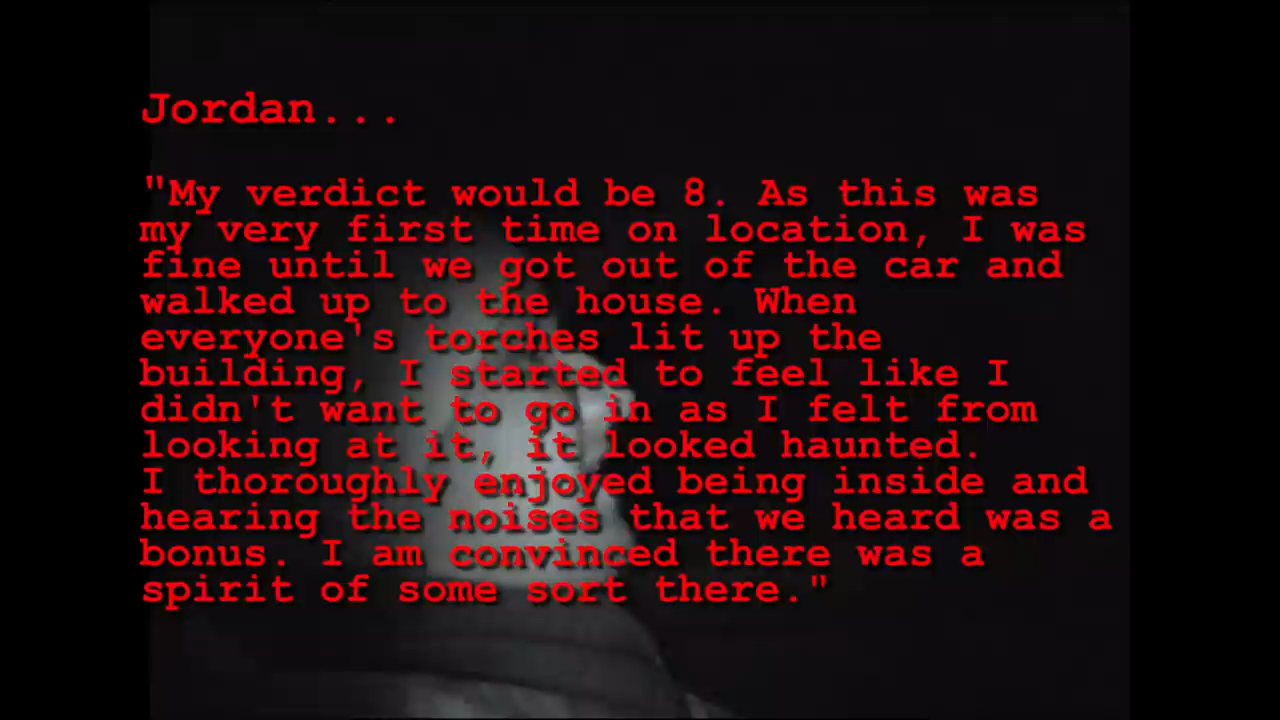 Jordan...
"My verdict would be 8. As this was
my very first time on location, I was
fine until we got out of the car and
walked up to the house. When
everyone's torches lit up the
building, I started to feel like I
didn't want to go in as I felt from
looking at it, it looked haunted.
I thoroughly enjoyed being inside and
hearing the noises that we heard was a
bonus. I am convinced there was a
spirit of some sort there."